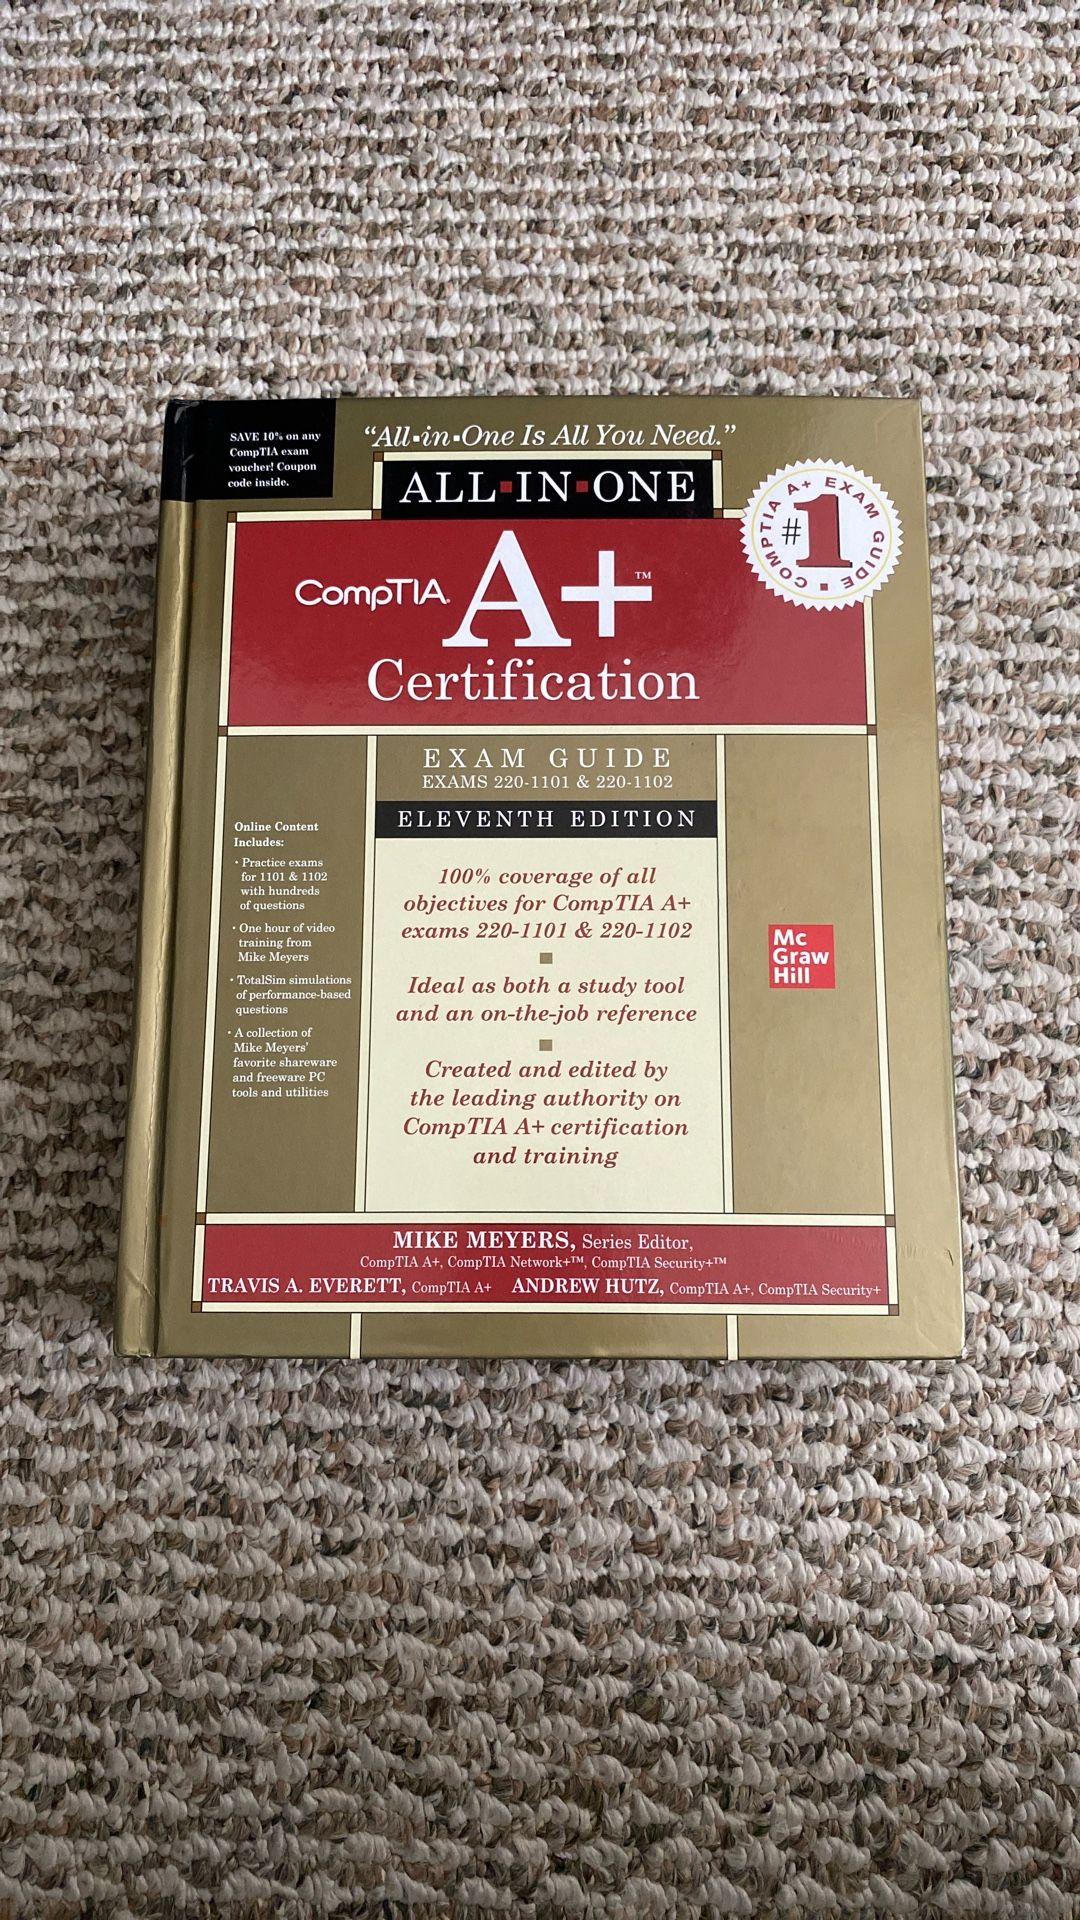 SAVE 10% on any
CompTIA exam
voucher! Coupon
code inside.
“All-in-One Is All You Need.”
ALL-IN-ONE
COMPTIA A+ EXAM GUIDE
#1
CompTIA A+™
Certification
EXAM GUIDE
EXAMS 220-1101 & 220-1102
ELEVENTH EDITION
Online Content
Includes:
• Practice exams
for 1101 & 1102
with hundreds
of questions
• One hour of video
training from
Mike Meyers
• TotalSim simulations
of performance-based
questions
• A collection of
Mike Meyers’
favorite shareware
and freeware PC
tools and utilities
100% coverage of all
objectives for CompTIA A+
exams 220-1101 & 220-1102
Ideal as both a study tool
and an on-the-job reference
Created and edited by
the leading authority on
CompTIA A+ certification
and training
Mc
Graw
Hill
MIKE MEYERS, Series Editor,
CompTIA A+, CompTIA Network+™, CompTIA Security+™
TRAVIS A. EVERETT, CompTIA A+ ANDREW HUTZ, CompTIA A+, CompTIA Security+